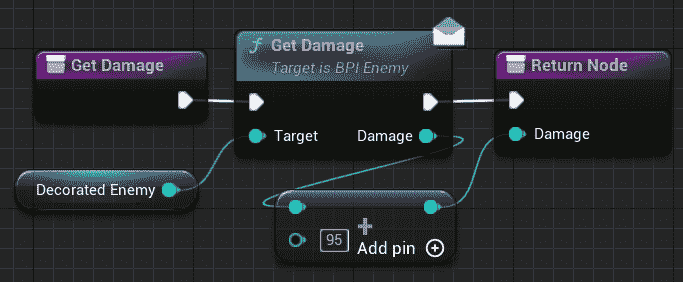 Get Damage
Get Damage
Target is BPI Enemy
Return Node
Target
Damage
Damage
Decorated Enemy
95
Add pin